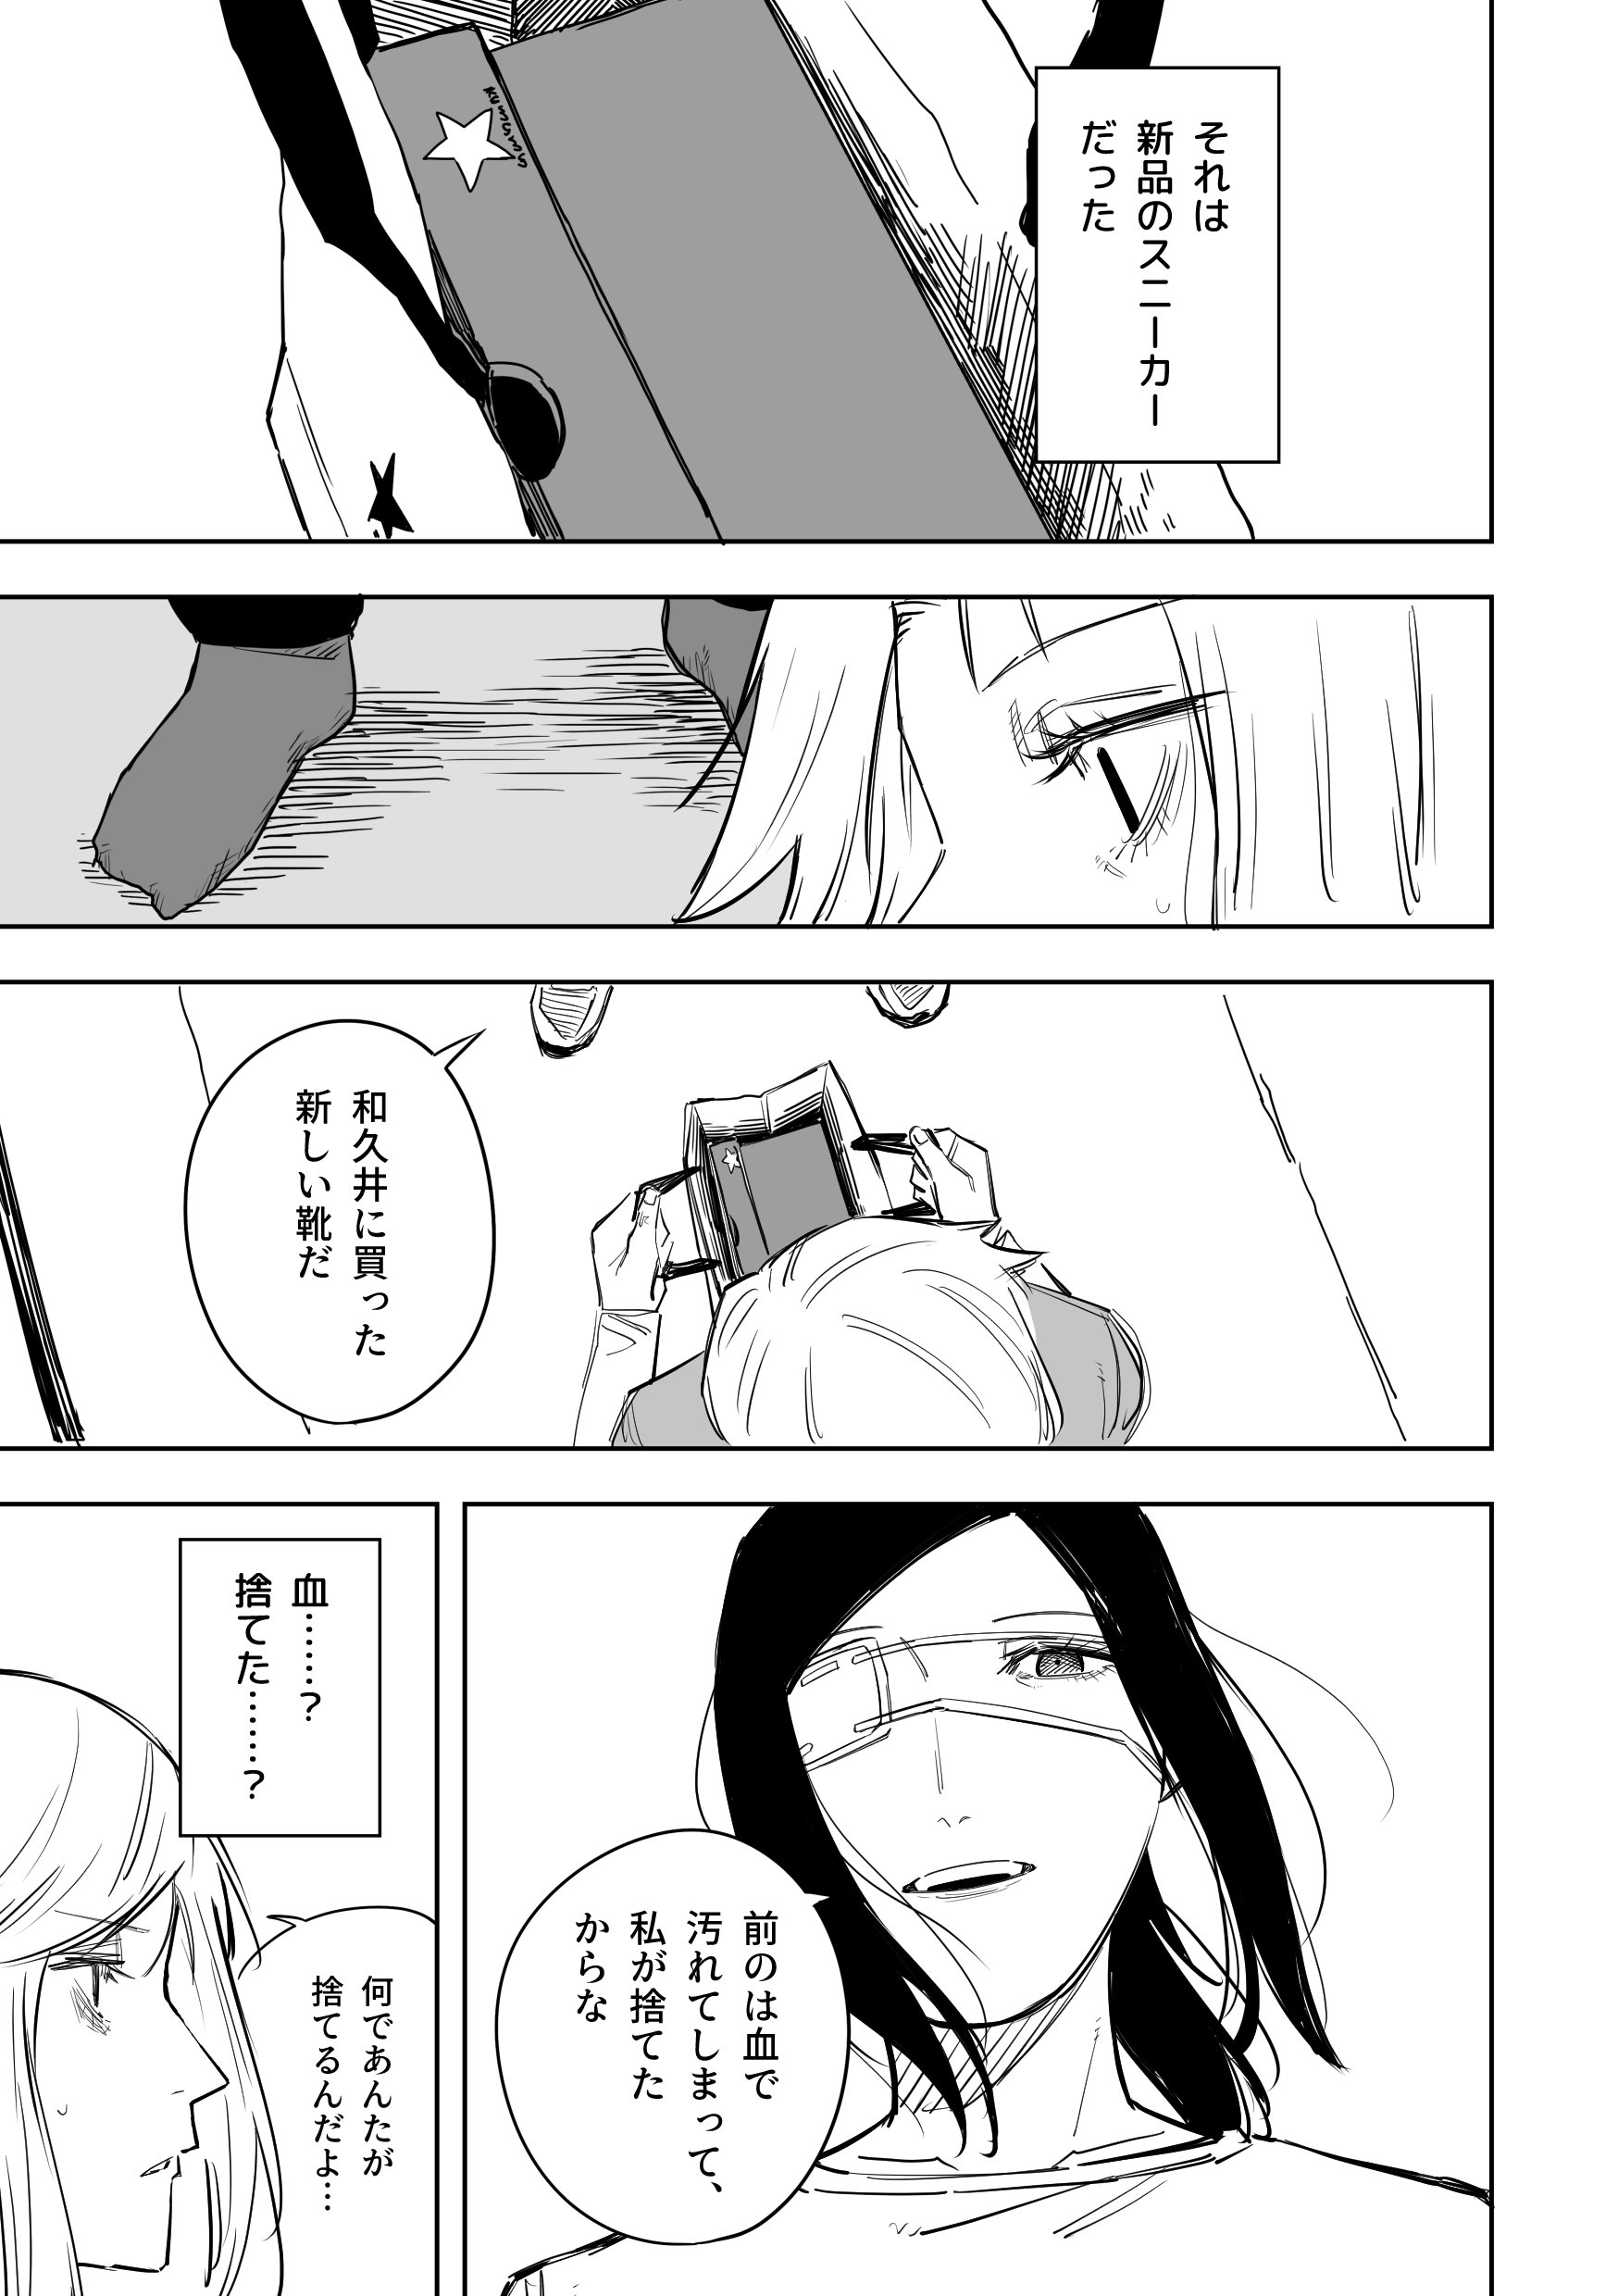 それは
新品のスニーカー
だった
和久井に買った
新しい靴だ
前のは血で
汚れてしまって、
私が捨てた
からな
血………？
捨てた…………？
何であんたが
捨てるんだよ…